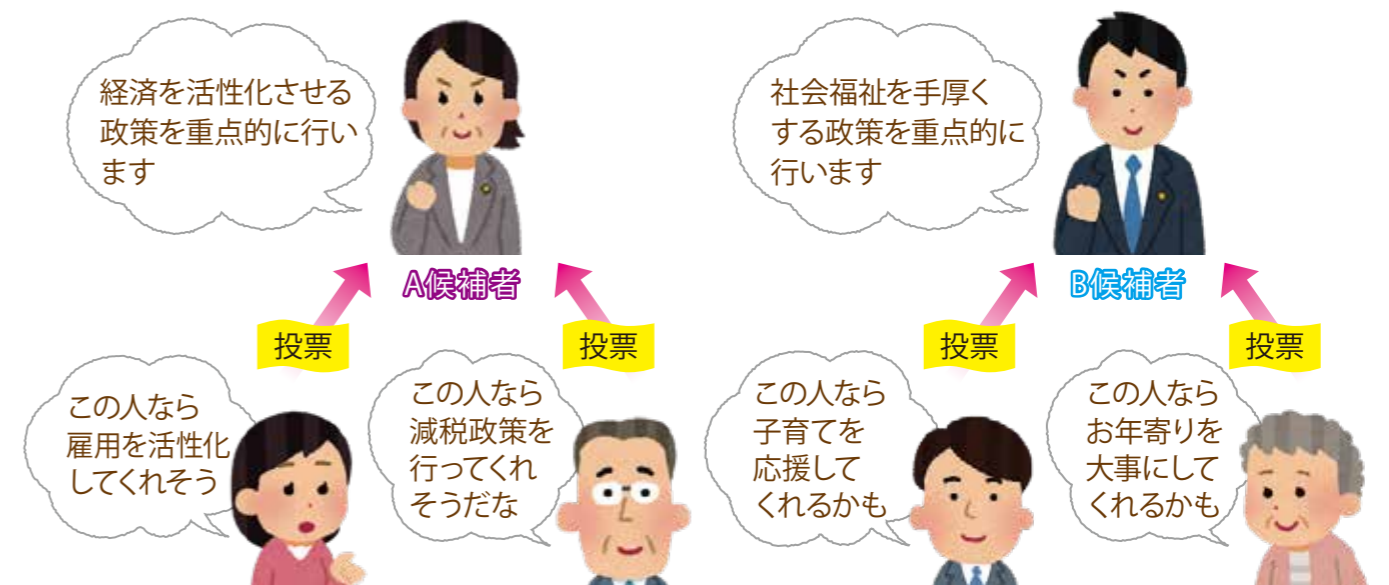 経済を活性化させる
政策を重点的に行い
ます
社会福祉を手厚く
する政策を重点的に
行います
A候補者
B候補者
投票
投票
投票
投票
この人なら
雇用を活性化
してくれそう
この人なら
減税政策を
行ってくれ
そうだな
この人なら
子育てを
応援して
くれるかも
この人なら
お年寄りを
大事にして
くれるかも